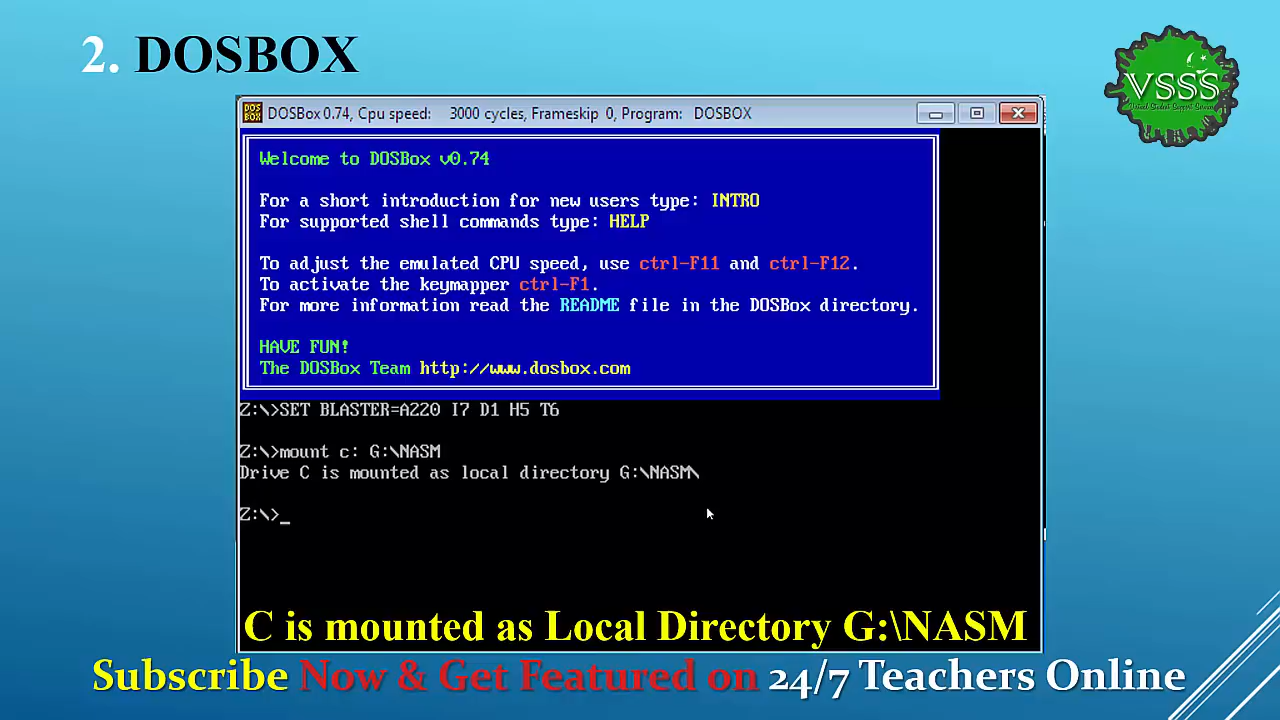 2. DOSBOX
VSSS
Virtual Student Support Services
DOSBox 0.74, Cpu speed: 3000 cycles, Frameskip 0, Program: DOSBOX
Welcome to DOSBox v0.74
For a short introduction for new users type: INTRO
For supported shell commands type: HELP
To adjust the emulated CPU speed, use ctrl-F11 and ctrl-F12.
To activate the keymapper ctrl-F1.
For more information read the README file in the DOSBox directory.
HAVE FUN!
The DOSBox Team http://www.dosbox.com
Z:\>SET BLASTER=A220 I7 D1 H5 T6
Z:\>mount c: G:\NASM
Drive C is mounted as local directory G:\NASM\
Z:\>_
C is mounted as Local Directory G:\NASM
Subscribe Now & Get Featured on 24/7 Teachers Online